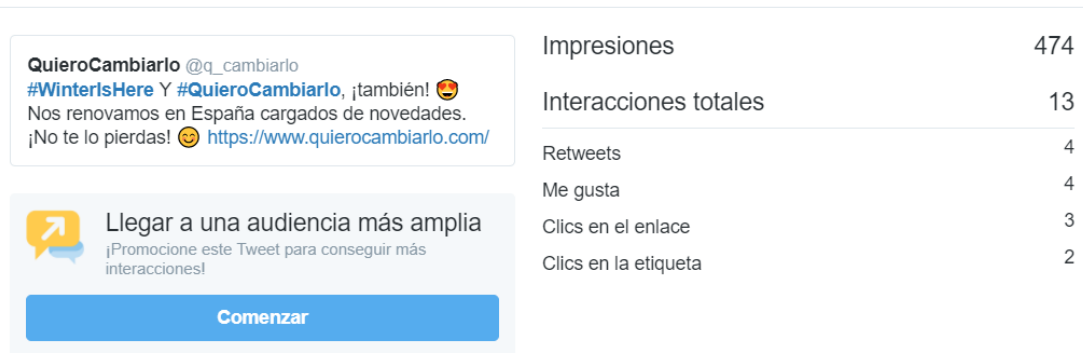 QuieroCambiarlo @q_cambiarlo
#WinterIsHere Y #QuieroCambiarlo, ¡también! 😍
Nos renovamos en España cargados de novedades.
¡No te lo pierdas! 😊 https://www.quierocambiarlo.com/
Llegar a una audiencia más amplia
¡Promocione este Tweet para conseguir más
interacciones!
Comenzar
Impresiones 474
Interacciones totales 13
Retweets 4
Me gusta 4
Clics en el enlace 3
Clics en la etiqueta 2